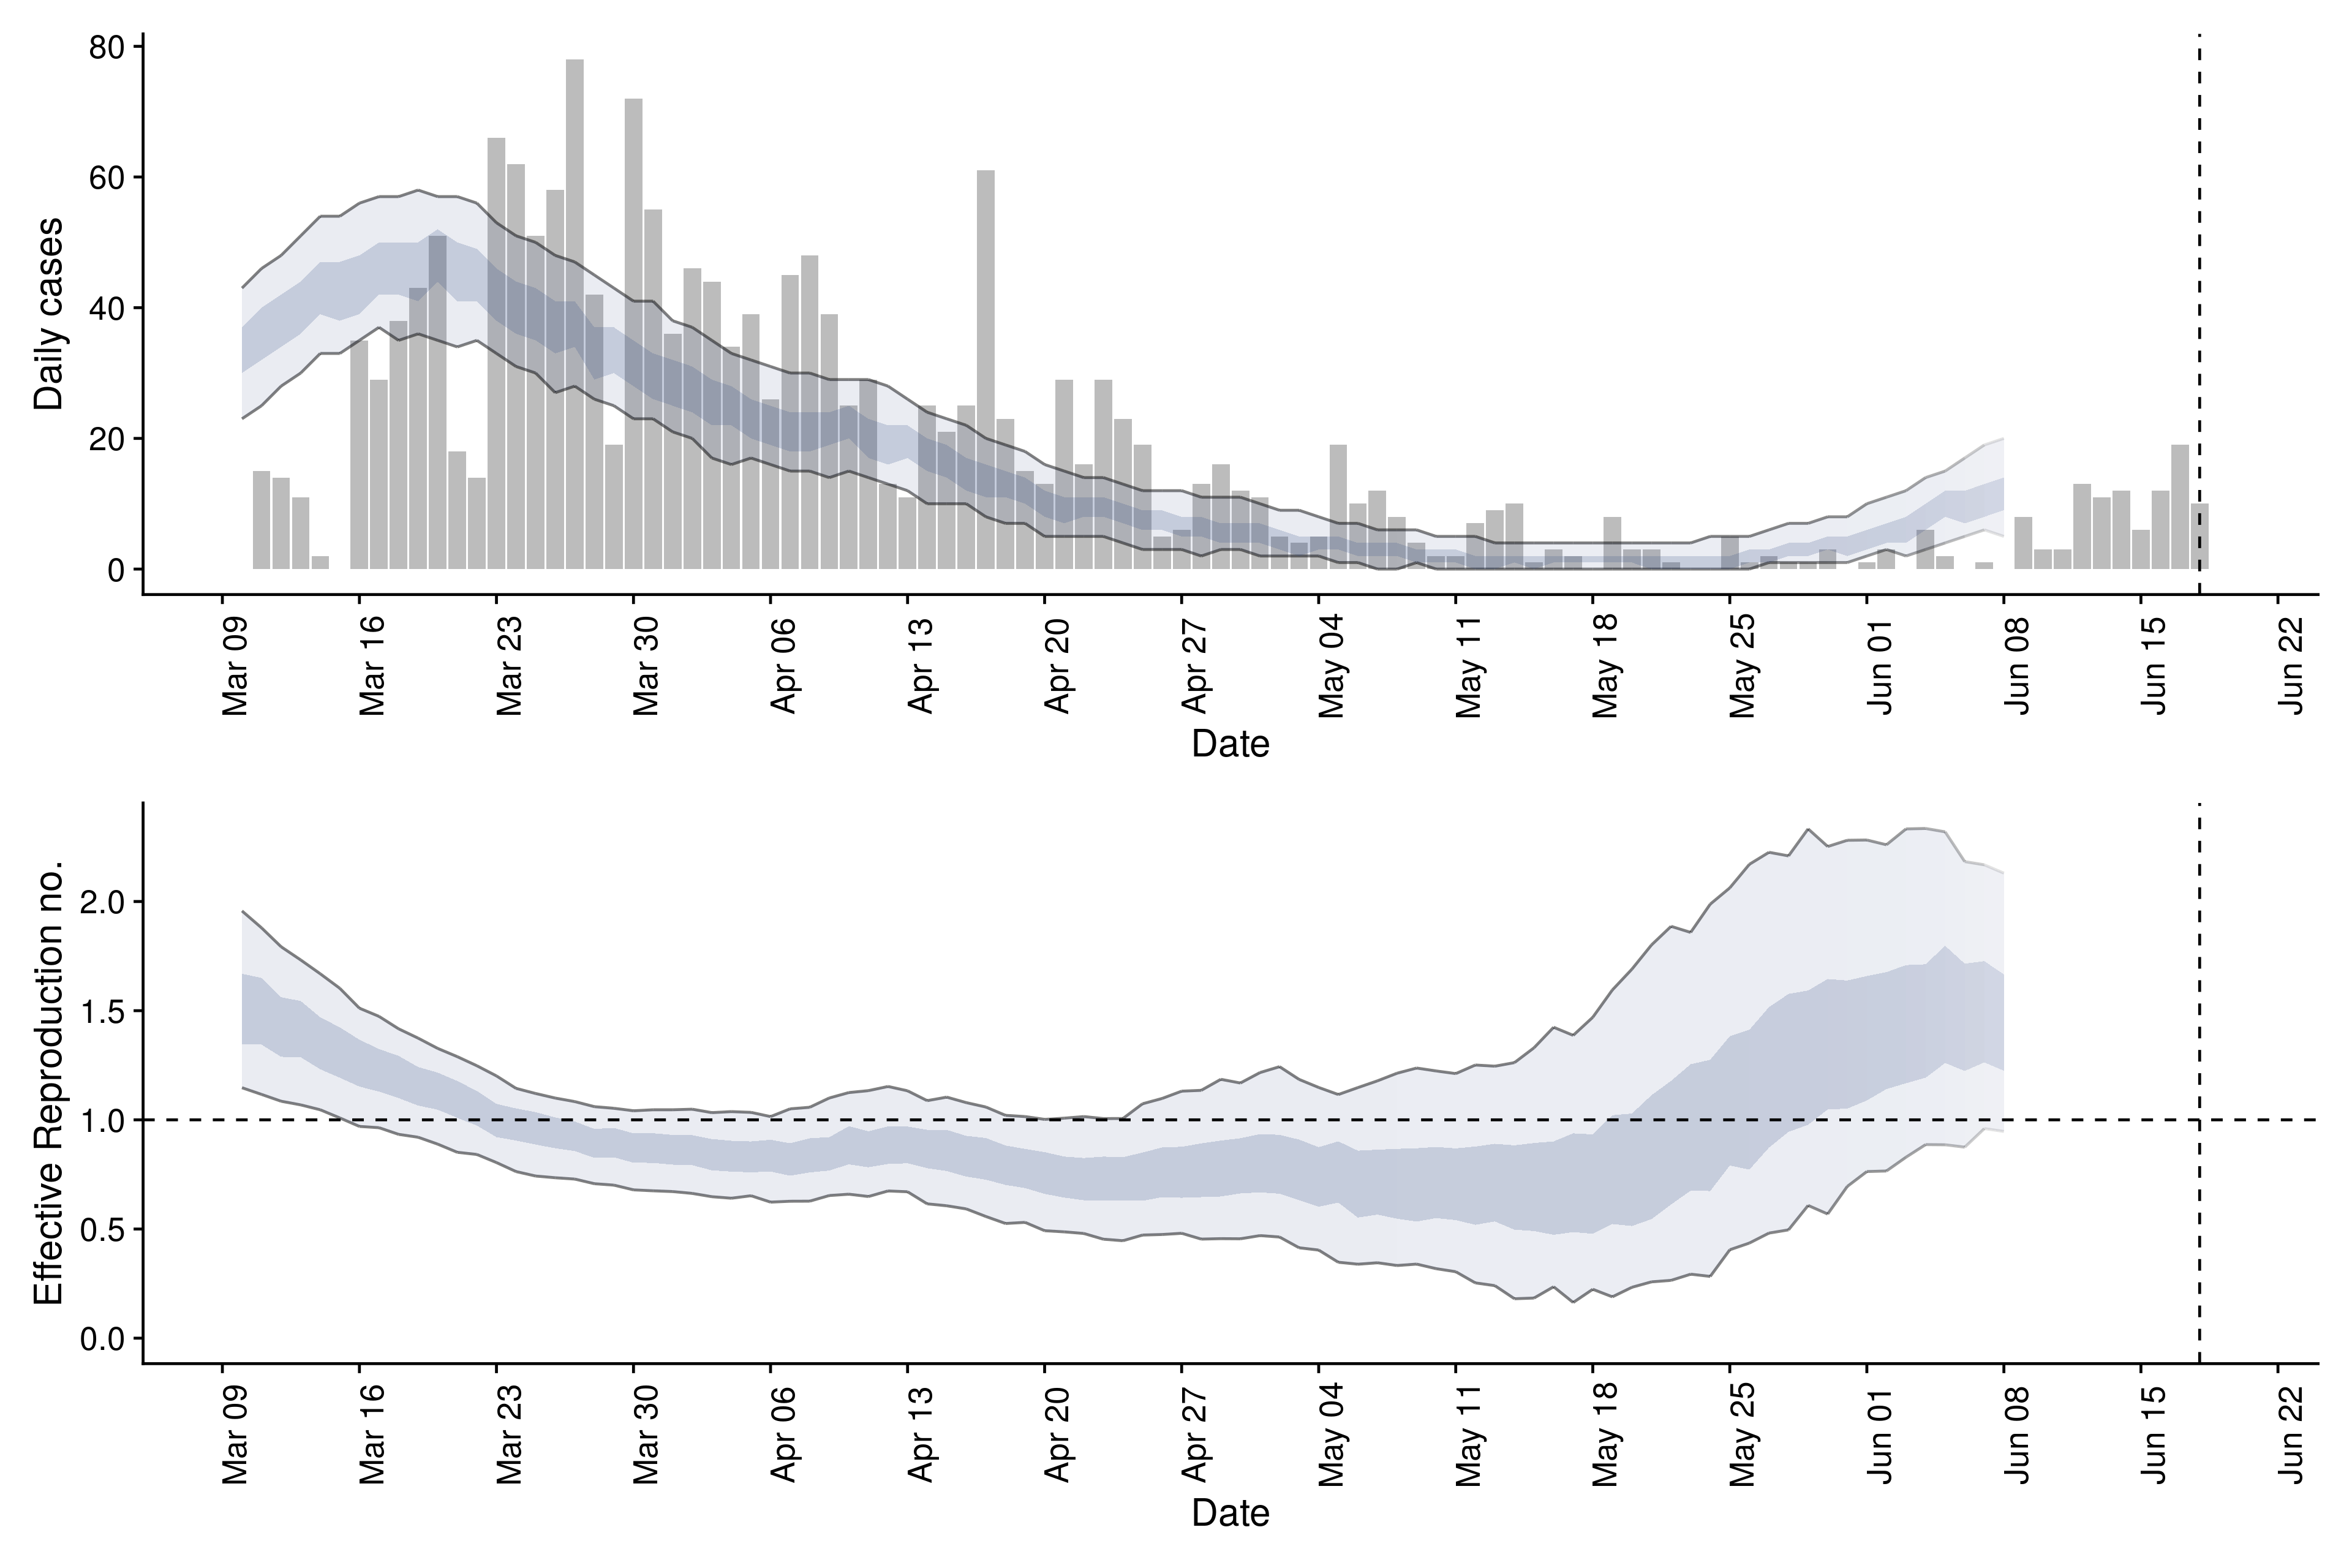 Daily cases
80
60
40
20
0
Mar 09
Mar 16
Mar 23
Mar 30
Apr 06
Apr 13
Apr 20
Apr 27
May 04
May 11
May 18
May 25
Jun 01
Jun 08
Jun 15
Jun 22
Date
Effective Reproduction no.
2.0
1.5
1.0
0.5
0.0
Mar 09
Mar 16
Mar 23
Mar 30
Apr 06
Apr 13
Apr 20
Apr 27
May 04
May 11
May 18
May 25
Jun 01
Jun 08
Jun 15
Jun 22
Date